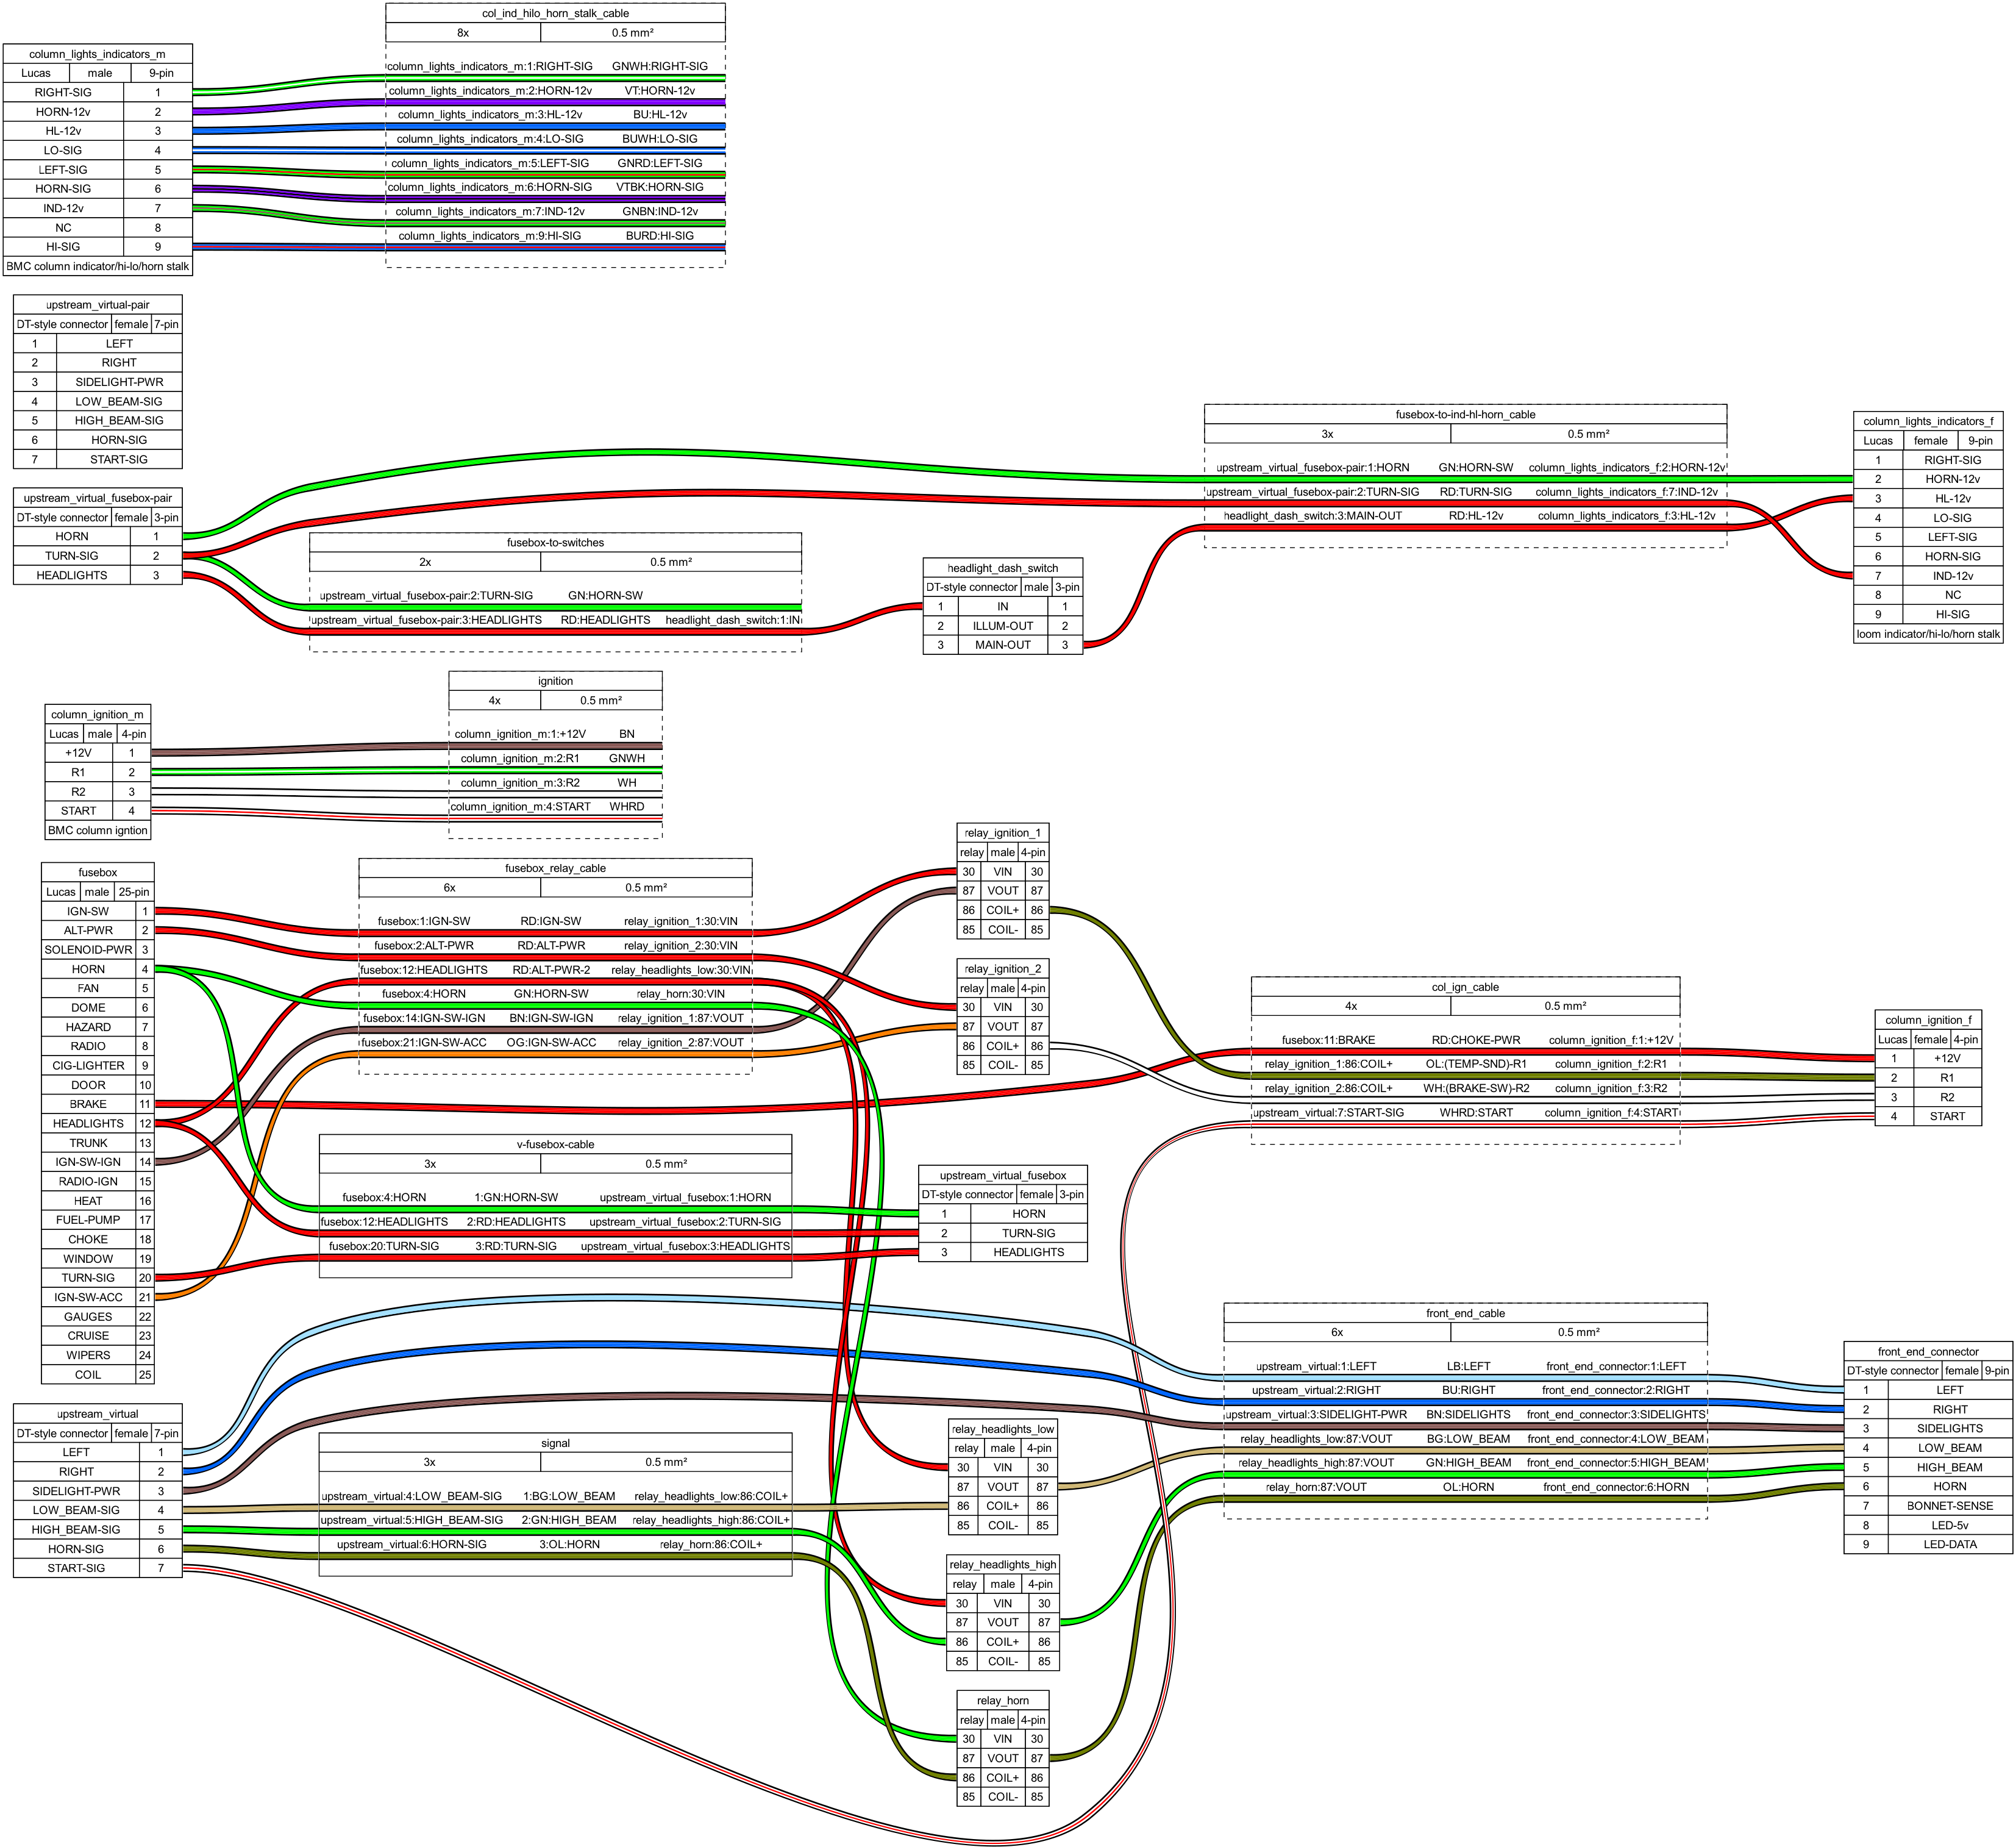 col_ind_hilo_horn_stalk_cable
8x 0.5 mm²
column_lights_indicators_m:1:RIGHT-SIG GNWH:RIGHT-SIG
column_lights_indicators_m:2:HORN-12v VT:HORN-12v
column_lights_indicators_m:3:HL-12v BU:HL-12v
column_lights_indicators_m:4:LO-SIG BUWH:LO-SIG
column_lights_indicators_m:5:LEFT-SIG GNRD:LEFT-SIG
column_lights_indicators_m:6:HORN-SIG VTBK:HORN-SIG
column_lights_indicators_m:7:IND-12v GNBN:IND-12v
column_lights_indicators_m:9:HI-SIG BURD:HI-SIG
column_lights_indicators_m
Lucas male 9-pin
RIGHT-SIG 1
HORN-12v 2
HL-12v 3
LO-SIG 4
LEFT-SIG 5
HORN-SIG 6
IND-12v 7
NC 8
HI-SIG 9
BMC column indicator/hi-lo/horn stalk
upstream_virtual-pair
DT-style connector female 7-pin
1 LEFT
2 RIGHT
3 SIDELIGHT-PWR
4 LOW_BEAM-SIG
5 HIGH_BEAM-SIG
6 HORN-SIG
7 START-SIG
upstream_virtual_fusebox-pair
DT-style connector female 3-pin
HORN 1
TURN-SIG 2
HEADLIGHTS 3
fusebox-to-switches
2x 0.5 mm²
upstream_virtual_fusebox-pair:2:TURN-SIG GN:HORN-SW
upstream_virtual_fusebox-pair:3:HEADLIGHTS RD:HEADLIGHTS headlight_dash_switch:1:IN
headlight_dash_switch
DT-style connector male 3-pin
1 IN 1
2 ILLUM-OUT 2
3 MAIN-OUT 3
fusebox-to-ind-hl-horn_cable
3x 0.5 mm²
upstream_virtual_fusebox-pair:1:HORN GN:HORN-SW column_lights_indicators_f:2:HORN-12v
upstream_virtual_fusebox-pair:2:TURN-SIG RD:TURN-SIG column_lights_indicators_f:7:IND-12v
headlight_dash_switch:3:MAIN-OUT RD:HL-12v column_lights_indicators_f:3:HL-12v
column_lights_indicators_f
Lucas female 9-pin
1 RIGHT-SIG
2 HORN-12v
3 HL-12v
4 LO-SIG
5 LEFT-SIG
6 HORN-SIG
7 IND-12v
8 NC
9 HI-SIG
loom indicator/hi-lo/horn stalk
ignition
4x 0.5 mm²
column_ignition_m:1:+12V BN
column_ignition_m:2:R1 GNWH
column_ignition_m:3:R2 WH
column_ignition_m:4:START WHRD
column_ignition_m
Lucas male 4-pin
+12V 1
R1 2
R2 3
START 4
BMC column igntion
fusebox
Lucas male 25-pin
IGN-SW 1
ALT-PWR 2
SOLENOID-PWR 3
HORN 4
FAN 5
DOME 6
HAZARD 7
RADIO 8
CIG-LIGHTER 9
DOOR 10
BRAKE 11
HEADLIGHTS 12
TRUNK 13
IGN-SW-IGN 14
RADIO-IGN 15
HEAT 16
FUEL-PUMP 17
CHOKE 18
WINDOW 19
TURN-SIG 20
IGN-SW-ACC 21
GAUGES 22
CRUISE 23
WIPERS 24
COIL 25
fusebox_relay_cable
6x 0.5 mm²
fusebox:1:IGN-SW RD:IGN-SW relay_ignition_1:30:VIN
fusebox:2:ALT-PWR RD:ALT-PWR relay_ignition_2:30:VIN
fusebox:12:HEADLIGHTS RD:ALT-PWR-2 relay_headlights_low:30:VIN
fusebox:4:HORN GN:HORN-SW relay_horn:30:VIN
fusebox:14:IGN-SW-IGN BN:IGN-SW-IGN relay_ignition_1:87:VOUT
fusebox:21:IGN-SW-ACC OG:IGN-SW-ACC relay_ignition_2:87:VOUT
relay_ignition_1
relay male 4-pin
30 VIN 30
87 VOUT 87
86 COIL+ 86
85 COIL- 85
relay_ignition_2
relay male 4-pin
30 VIN 30
87 VOUT 87
86 COIL+ 86
85 COIL- 85
col_ign_cable
4x 0.5 mm²
fusebox:11:BRAKE RD:CHOKE-PWR column_ignition_f:1:+12V
relay_ignition_1:86:COIL+ OL:(TEMP-SND)-R1 column_ignition_f:2:R1
relay_ignition_2:86:COIL+ WH:(BRAKE-SW)-R2 column_ignition_f:3:R2
upstream_virtual:7:START-SIG WHRD:START column_ignition_f:4:START
column_ignition_f
Lucas female 4-pin
1 +12V
2 R1
3 R2
4 START
v-fusebox-cable
3x 0.5 mm²
fusebox:4:HORN 1:GN:HORN-SW upstream_virtual_fusebox:1:HORN
fusebox:12:HEADLIGHTS 2:RD:HEADLIGHTS upstream_virtual_fusebox:2:TURN-SIG
fusebox:20:TURN-SIG 3:RD:TURN-SIG upstream_virtual_fusebox:3:HEADLIGHTS
upstream_virtual_fusebox
DT-style connector female 3-pin
1 HORN
2 TURN-SIG
3 HEADLIGHTS
upstream_virtual
DT-style connector female 7-pin
LEFT 1
RIGHT 2
SIDELIGHT-PWR 3
LOW_BEAM-SIG 4
HIGH_BEAM-SIG 5
HORN-SIG 6
START-SIG 7
signal
3x 0.5 mm²
upstream_virtual:4:LOW_BEAM-SIG 1:BG:LOW_BEAM relay_headlights_low:86:COIL+
upstream_virtual:5:HIGH_BEAM-SIG 2:GN:HIGH_BEAM relay_headlights_high:86:COIL+
upstream_virtual:6:HORN-SIG 3:OL:HORN relay_horn:86:COIL+
relay_headlights_low
relay male 4-pin
30 VIN 30
87 VOUT 87
86 COIL+ 86
85 COIL- 85
relay_headlights_high
relay male 4-pin
30 VIN 30
87 VOUT 87
86 COIL+ 86
85 COIL- 85
relay_horn
relay male 4-pin
30 VIN 30
87 VOUT 87
86 COIL+ 86
85 COIL- 85
front_end_cable
6x 0.5 mm²
upstream_virtual:1:LEFT LB:LEFT front_end_connector:1:LEFT
upstream_virtual:2:RIGHT BU:RIGHT front_end_connector:2:RIGHT
upstream_virtual:3:SIDELIGHT-PWR BN:SIDELIGHTS front_end_connector:3:SIDELIGHTS
relay_headlights_low:87:VOUT BG:LOW_BEAM front_end_connector:4:LOW_BEAM
relay_headlights_high:87:VOUT GN:HIGH_BEAM front_end_connector:5:HIGH_BEAM
relay_horn:87:VOUT OL:HORN front_end_connector:6:HORN
front_end_connector
DT-style connector female 9-pin
1 LEFT
2 RIGHT
3 SIDELIGHTS
4 LOW_BEAM
5 HIGH_BEAM
6 HORN
7 BONNET-SENSE
8 LED-5v
9 LED-DATA